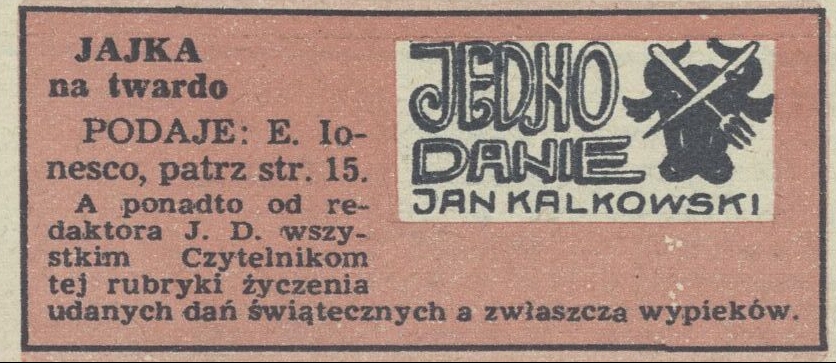 JAJKA
na twardo
PODAJE: E. Io-
nesco, patrz str. 15.
A ponadto od re-
daktora J. D. wszy-
stkim Czytelnikom
tej rubryki życzenia
udanych dań świątecznych a zwłaszcza wypieków.
JEDNO
DANIE
JAN KALKOWSKI